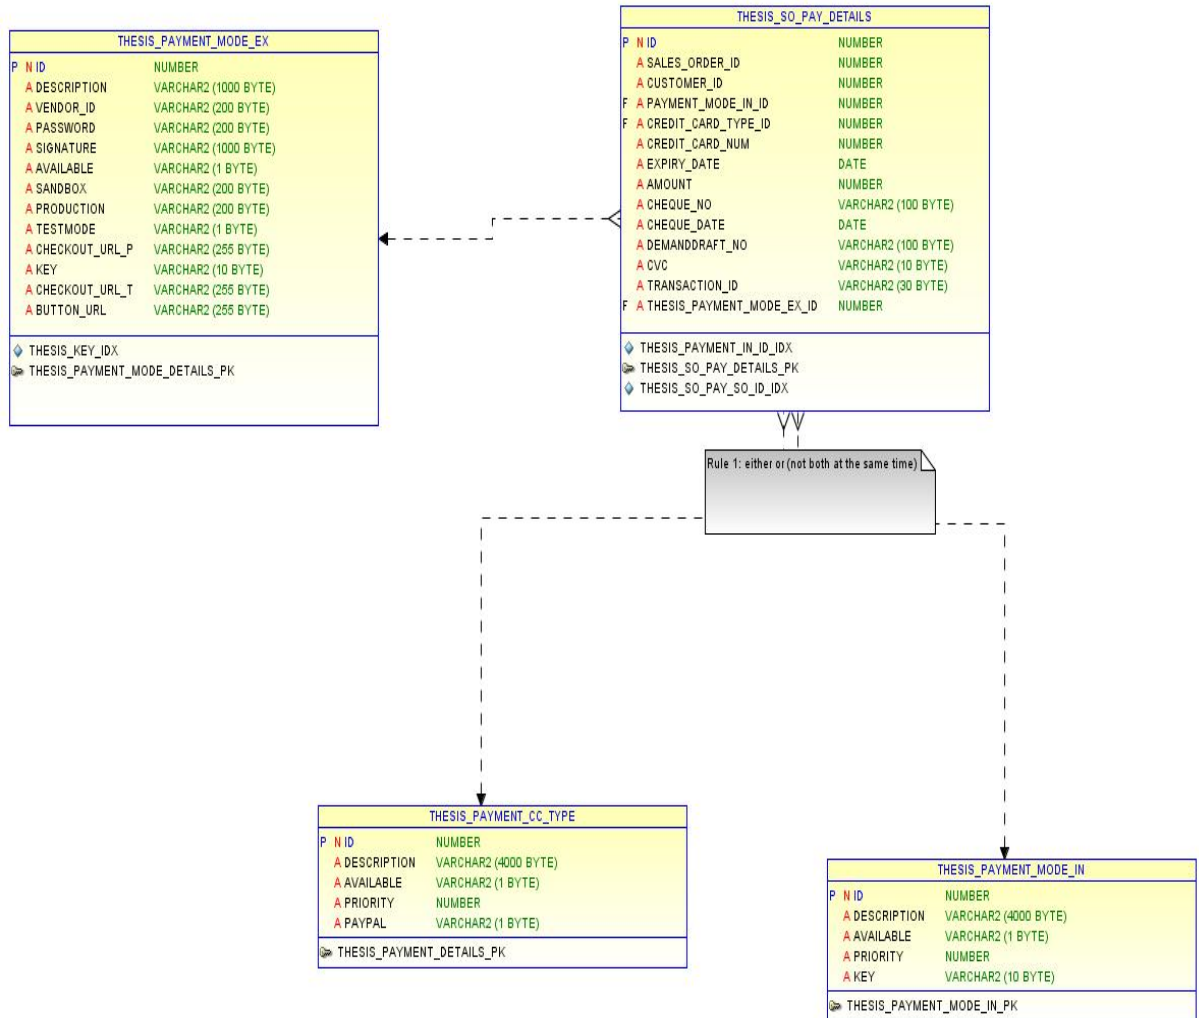 THESIS_PAYMENT_MODE_EX
P N ID NUMBER
A DESCRIPTION VARCHAR2 (1000 BYTE)
A VENDOR_ID VARCHAR2 (200 BYTE)
A PASSWORD VARCHAR2 (200 BYTE)
A SIGNATURE VARCHAR2 (1000 BYTE)
A AVAILABLE VARCHAR2 (1 BYTE)
A SANDBOX VARCHAR2 (200 BYTE)
A PRODUCTION VARCHAR2 (200 BYTE)
A TESTMODE VARCHAR2 (1 BYTE)
A CHECKOUT_URL_P VARCHAR2 (255 BYTE)
A KEY VARCHAR2 (10 BYTE)
A CHECKOUT_URL_T VARCHAR2 (255 BYTE)
A BUTTON_URL VARCHAR2 (255 BYTE)
THESIS_KEY_IDX
THESIS_PAYMENT_MODE_DETAILS_PK
THESIS_SO_PAY_DETAILS
P N ID NUMBER
A SALES_ORDER_ID NUMBER
A CUSTOMER_ID NUMBER
F A PAYMENT_MODE_IN_ID NUMBER
F A CREDIT_CARD_TYPE_ID NUMBER
A CREDIT_CARD_NUM NUMBER
A EXPIRY_DATE DATE
A AMOUNT NUMBER
A CHEQUE_NO VARCHAR2 (100 BYTE)
A CHEQUE_DATE DATE
A DEMANDDRAFT_NO VARCHAR2 (100 BYTE)
A CVC VARCHAR2 (10 BYTE)
A TRANSACTION_ID VARCHAR2 (30 BYTE)
F A THESIS_PAYMENT_MODE_EX_ID NUMBER
THESIS_PAYMENT_IN_ID_IDX
THESIS_SO_PAY_DETAILS_PK
THESIS_SO_PAY_SO_ID_IDX
Rule 1: either or (not both at the same time)
THESIS_PAYMENT_CC_TYPE
P N ID NUMBER
A DESCRIPTION VARCHAR2 (4000 BYTE)
A AVAILABLE VARCHAR2 (1 BYTE)
A PRIORITY NUMBER
A PAYPAL VARCHAR2 (1 BYTE)
THESIS_PAYMENT_DETAILS_PK
THESIS_PAYMENT_MODE_IN
P N ID NUMBER
A DESCRIPTION VARCHAR2 (4000 BYTE)
A AVAILABLE VARCHAR2 (1 BYTE)
A PRIORITY NUMBER
A KEY VARCHAR2 (10 BYTE)
THESIS_PAYMENT_MODE_IN_PK